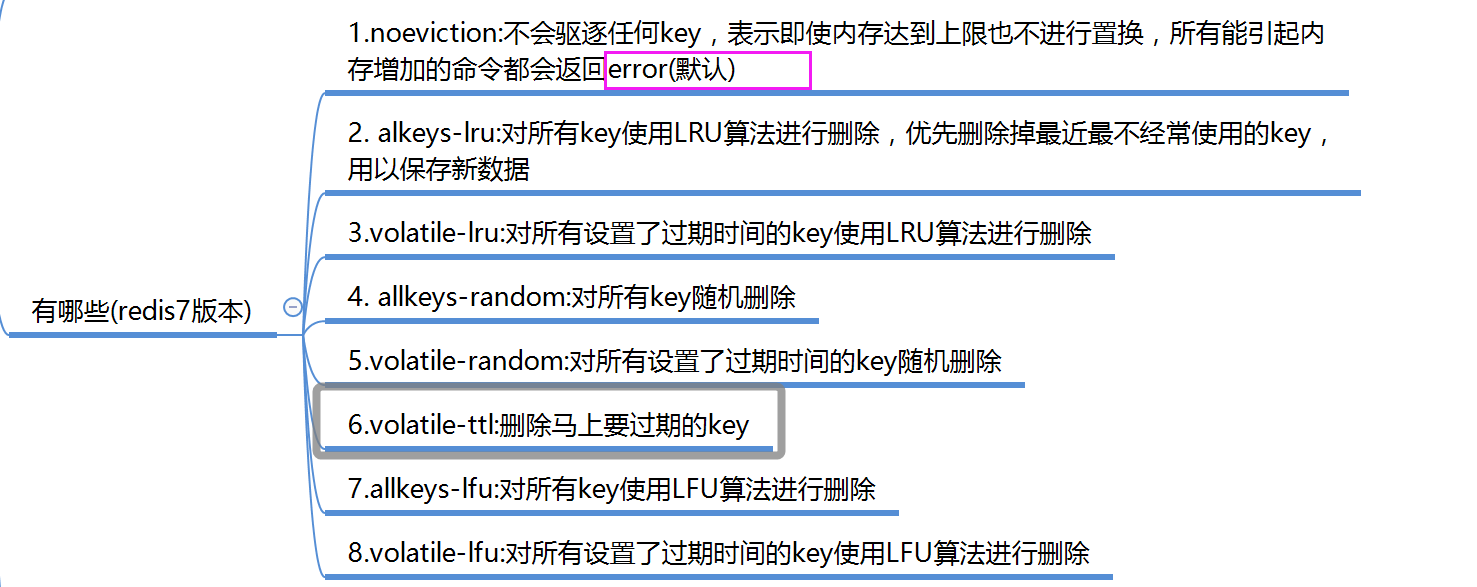 1.noeviction:不会驱逐任何key，表示即使内存达到上限也不进行置换，所有能引起内
存增加的命令都会返回error(默认)
2. alkeys-lru:对所有key使用LRU算法进行删除，优先删除掉最近最不经常使用的key，
用以保存新数据
3.volatile-lru:对所有设置了过期时间的key使用LRU算法进行删除
有哪些(redis7版本)
4. allkeys-random:对所有key随机删除
5.volatile-random:对所有设置了过期时间的key随机删除
6.volatile-ttl:删除马上要过期的key
7.allkeys-lfu:对所有key使用LFU算法进行删除
8.volatile-lfu:对所有设置了过期时间的key使用LFU算法进行删除